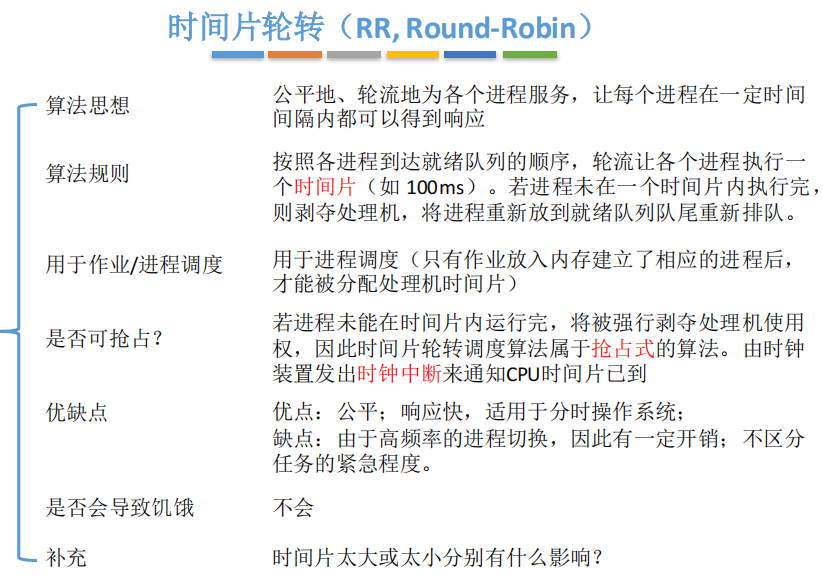 时间片轮转（RR, Round-Robin）
算法思想
公平地、轮流地为各个进程服务，让每个进程在一定时间
间隔内都可以得到响应
算法规则
按照各进程到达就绪队列的顺序，轮流让各个进程执行一
个时间片（如 100ms）。若进程未在一个时间片内执行完，
则剥夺处理机，将进程重新放到就绪队列队尾重新排队。
用于作业/进程调度
用于进程调度（只有作业放入内存建立了相应的进程后，
才能被分配处理机时间片）
是否可抢占？
若进程未能在时间片内运行完，将被强行剥夺处理机使用
权，因此时间片轮转调度算法属于抢占式的算法。由时钟
装置发出时钟中断来通知CPU时间片已到
优缺点
优点：公平；响应快，适用于分时操作系统；
缺点：由于高频率的进程切换，因此有一定开销；不区分
任务的紧急程度。
是否会导致饥饿
不会
补充
时间片太大或太小分别有什么影响？